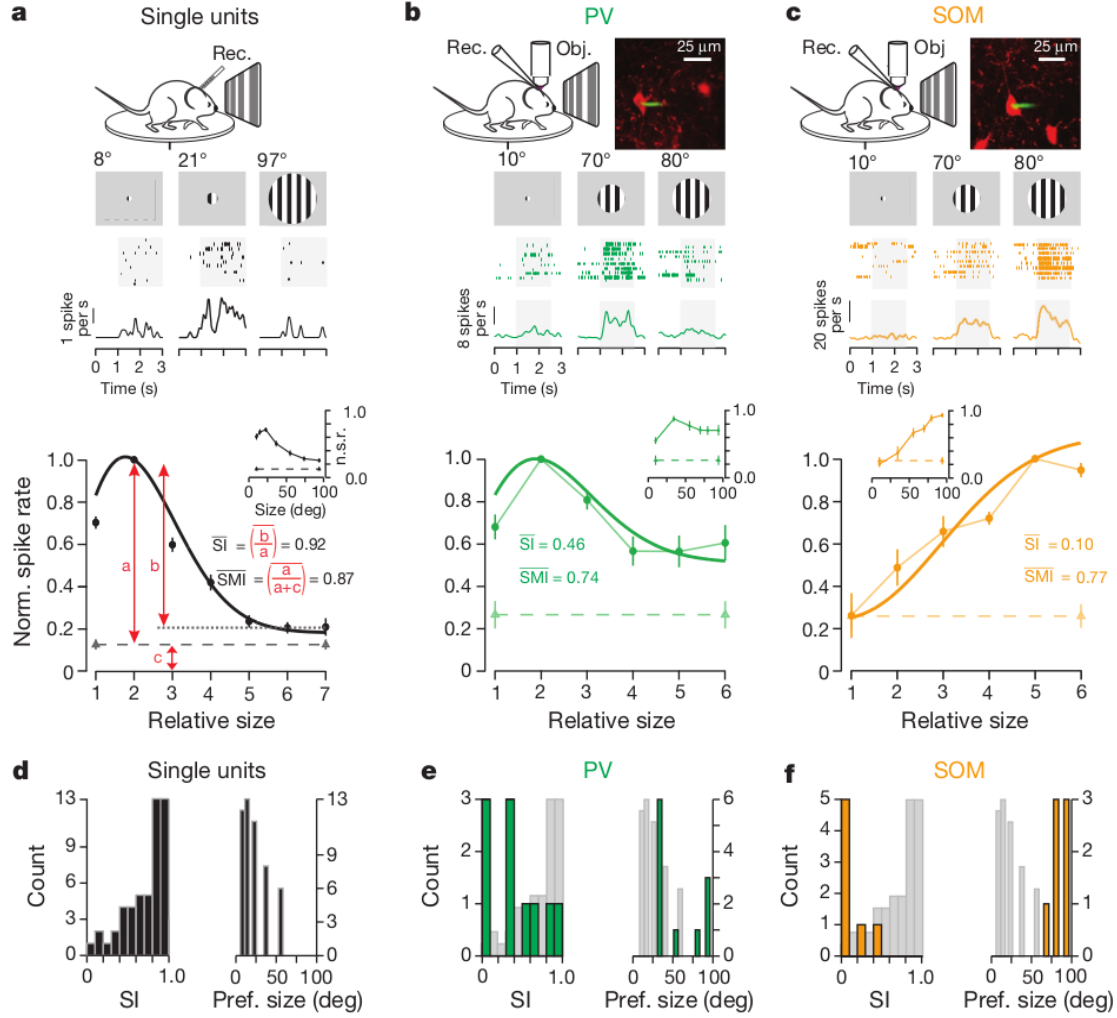 a Single units
Rec.
8° 21° 97°
1 spike
per s
0 1 2 3
Time (s)
1.0
0.5
0.0
n.s.r.
0 50 100
Size (deg)
Norm. spike rate
1.0
0.8
0.6
0.4
0.2
0
a
b
c
SI = (b/a) = 0.92
SMI = (a/a+c) = 0.87
1 2 3 4 5 6 7
Relative size
b PV
Rec. Obj.
25 μm
10° 70° 80°
8 spikes
per s
0 1 2 3
Time (s)
1.0
0.5
0.0
0 50 100
1.0
0.8
0.6
0.4
0.2
0
SI = 0.46
SMI = 0.74
1 2 3 4 5 6
Relative size
c SOM
Rec. Obj
25 μm
10° 70° 80°
20 spikes
per s
0 1 2 3
Time (s)
1.0
0.5
0.0
0 50 100
1.0
0.8
0.6
0.4
0.2
0
SI = 0.10
SMI = 0.77
1 2 3 4 5 6
Relative size
d Single units
Count
13
9
6
3
0
0 1.0
SI
13
9
6
3
0
0 100
Pref. size (deg)
e PV
Count
3
2
1
0
0 1.0
SI
6
4
2
0
0 100
Pref. size (deg)
f SOM
Count
5
4
3
2
1
0
0 1.0
SI
3
2
1
0
0 100
Pref. size (deg)